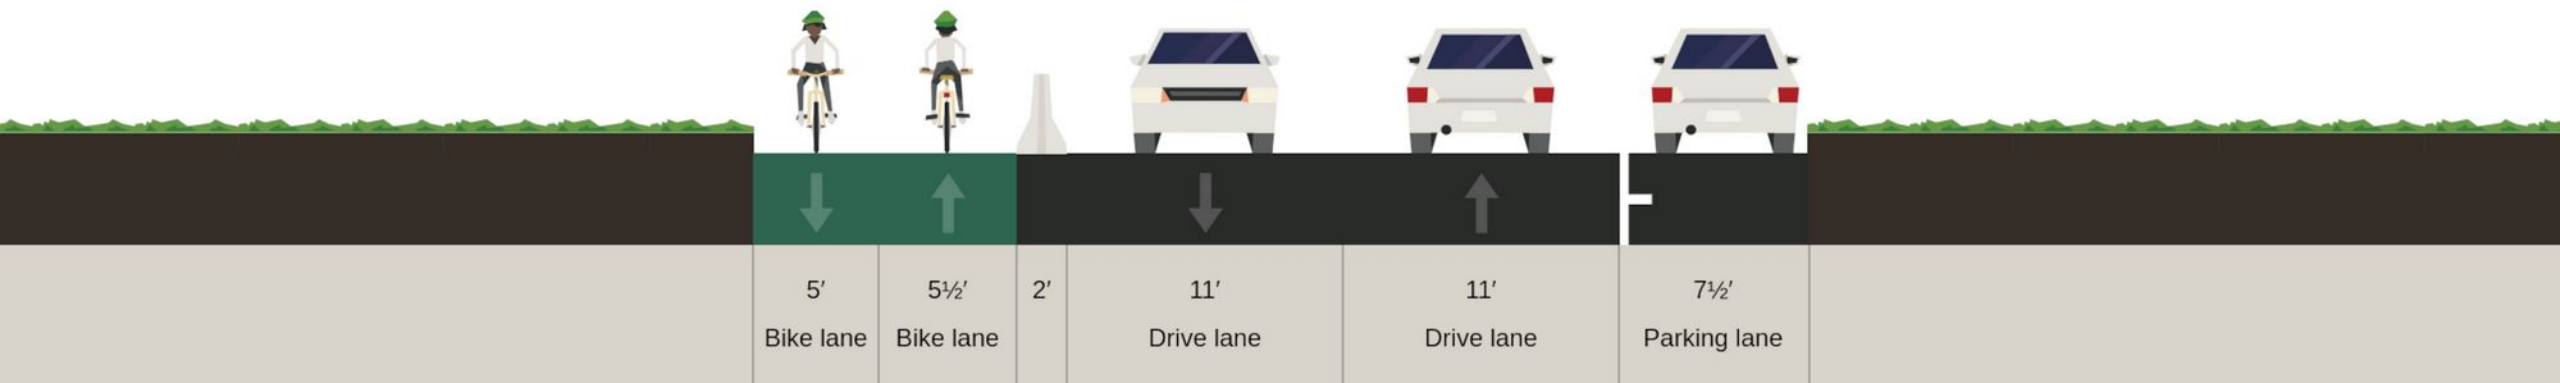 5′ 5½′ 2′ 11′ 11′ 7½′
Bike lane Bike lane Drive lane Drive lane Parking lane